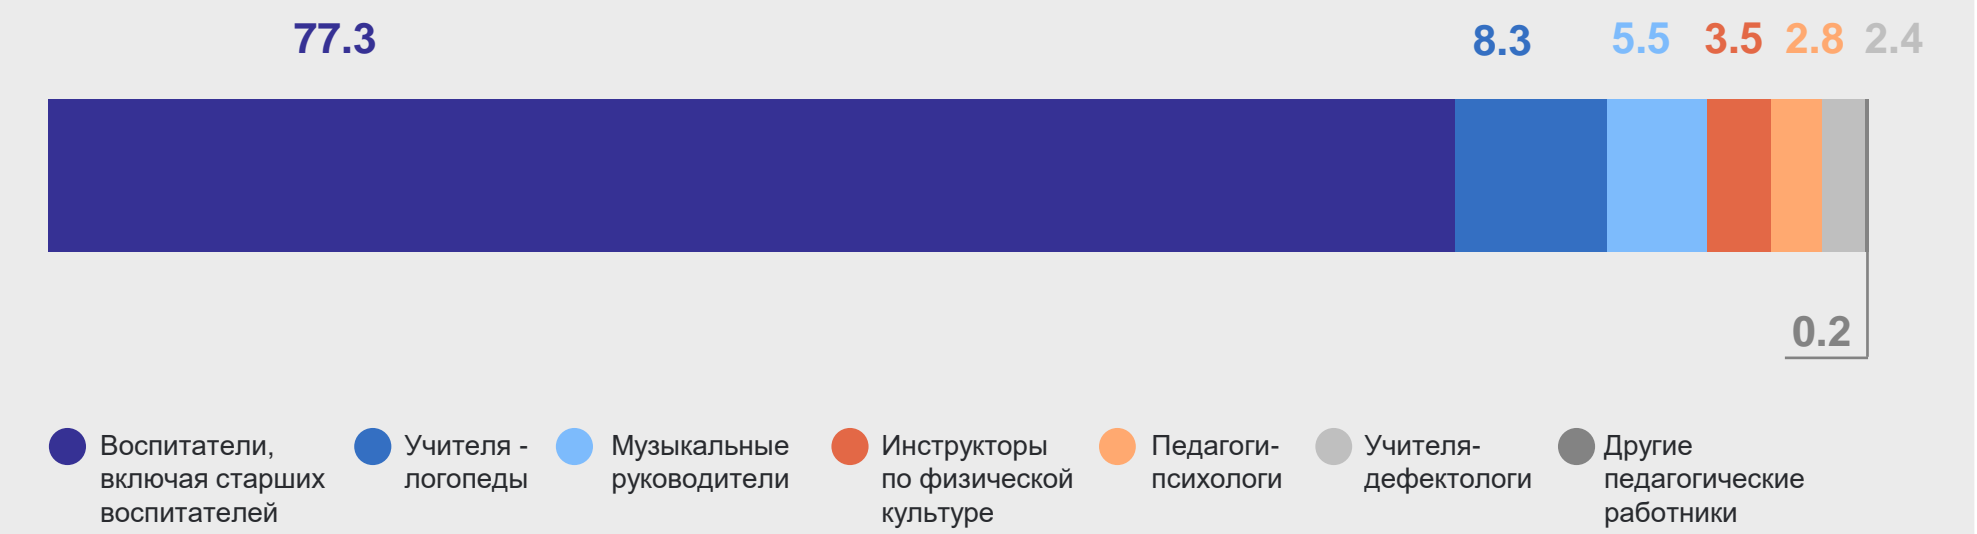 77.3 8.3 5.5 3.5 2.8 2.4
0.2
Воспитатели,
включая старших
воспитателей
Учителя -
логопеды
Музыкальные
руководители
Инструкторы
по физической
культуре
Педагоги-
психологи
Учителя-
дефектологи
Другие
педагогические
работники